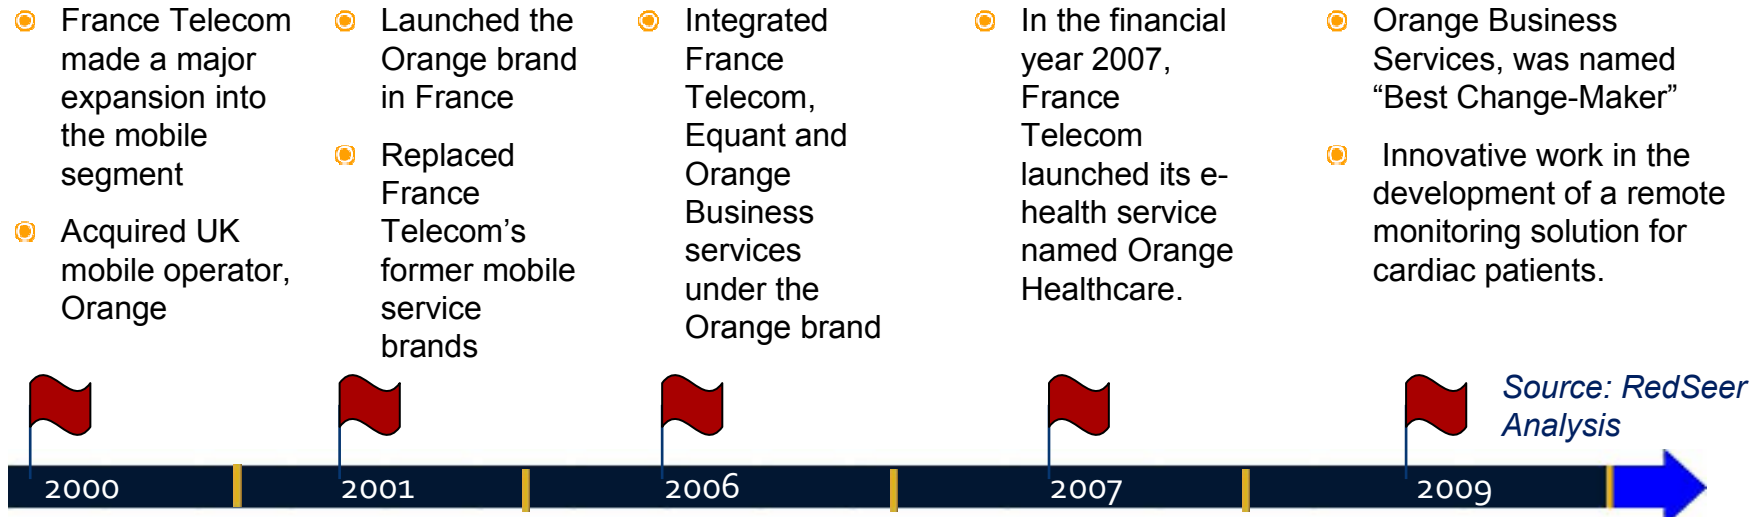 France Telecom
made a major
expansion into
the mobile
segment
Acquired UK
mobile operator,
Orange
Launched the
Orange brand
in France
Replaced
France
Telecom’s
former mobile
service
brands
Integrated
France
Telecom,
Equant and
Orange
Business
services
under the
Orange brand
In the financial
year 2007,
France
Telecom
launched its e-
health service
named Orange
Healthcare.
Orange Business
Services, was named
“Best Change-Maker”
Innovative work in the
development of a remote
monitoring solution for
cardiac patients.
Source: RedSeer
Analysis
2000
2001
2006
2007
2009